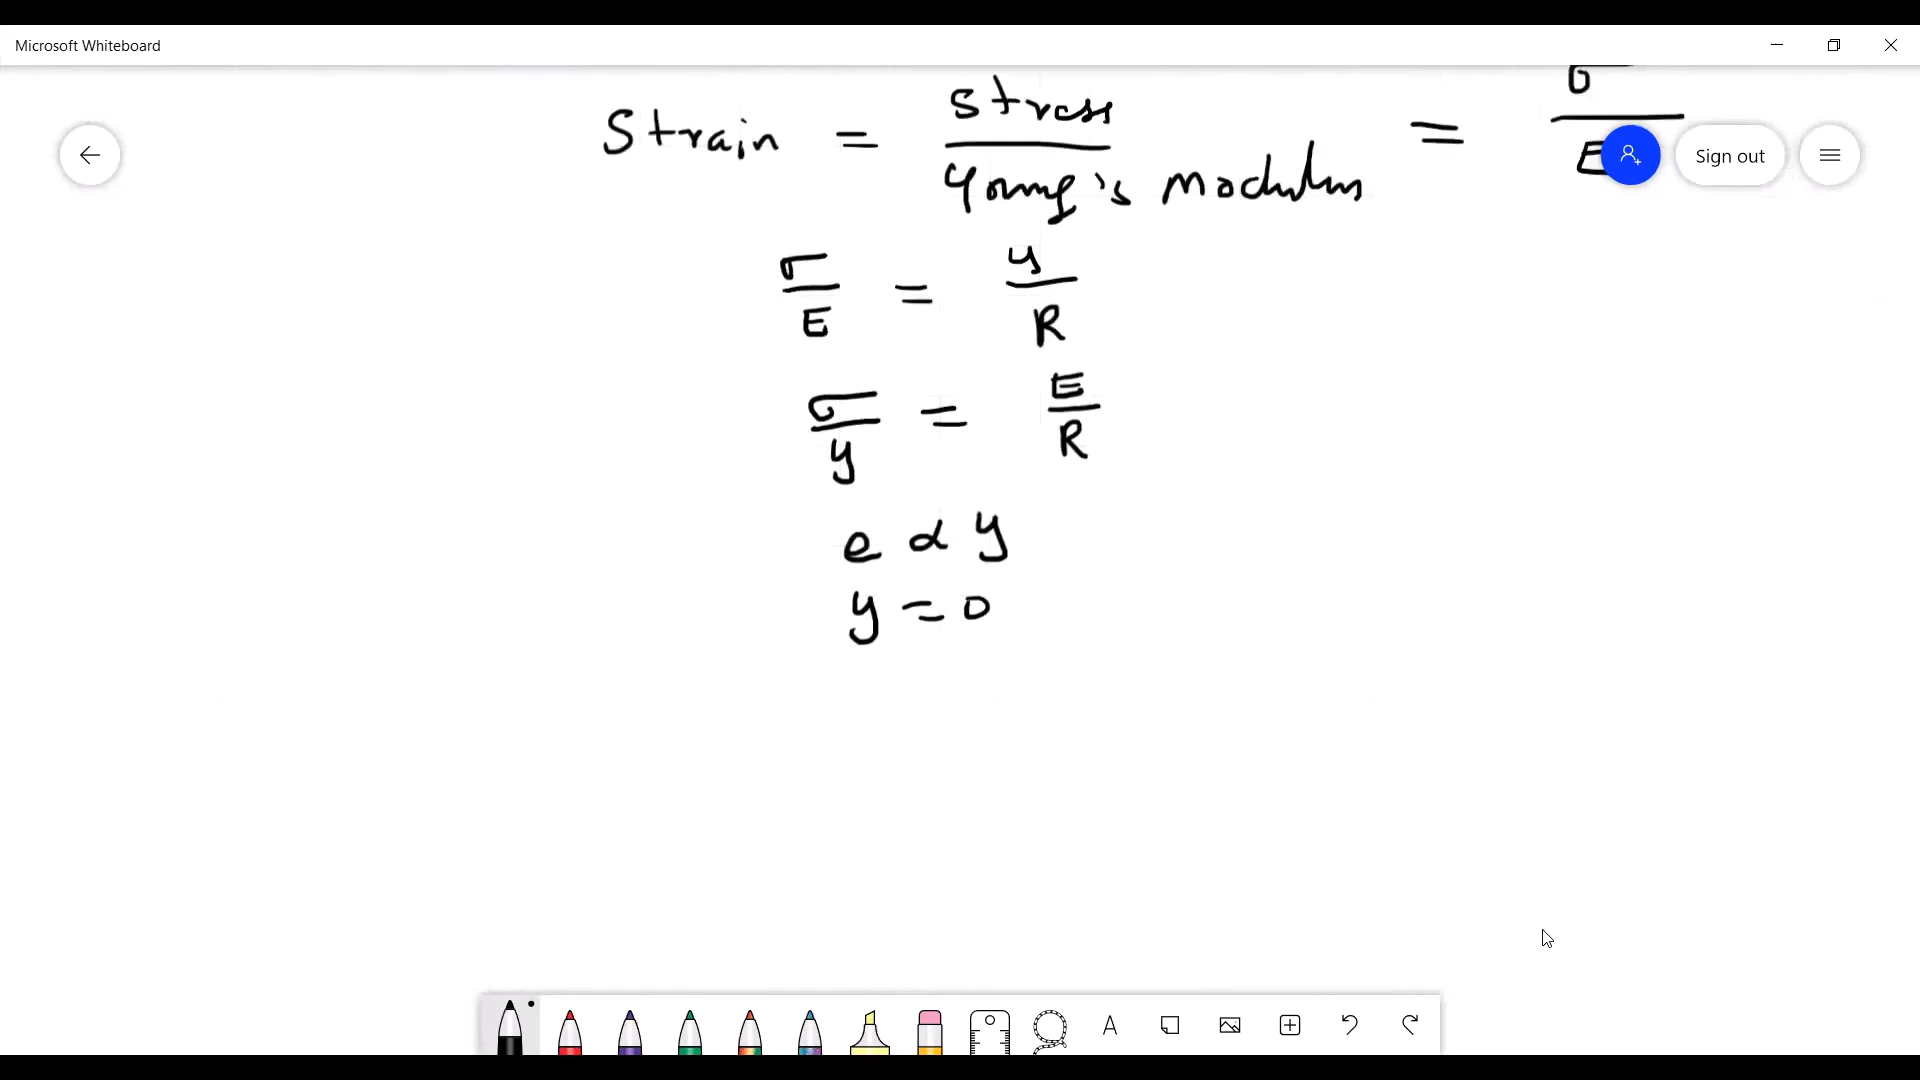 Microsoft Whiteboard
Strain = Stress / Young's modulus = σ / E
Sign out
σ / E = y / R
σ / y = E / R
e α y
y = 0
A